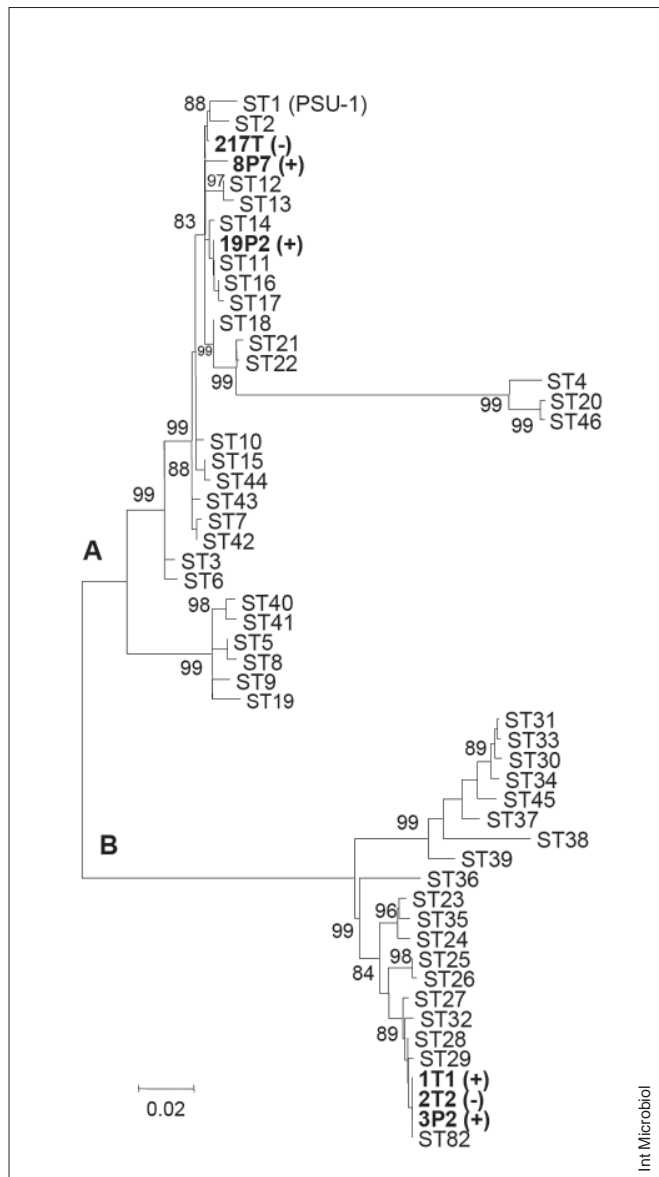 88
ST1 (PSU-1)
ST2
217T (-)
8P7 (+)
97
ST12
ST13
83
ST14
19P2 (+)
ST11
ST16
ST17
ST18
99
ST21
ST22
99
ST4
99
ST20
99
ST46
99
ST10
ST15
88
ST44
99
ST43
ST7
ST42
A
ST3
ST6
98
ST40
ST41
ST5
99
ST8
ST9
ST19
ST31
89
ST33
ST30
ST34
ST45
99
ST37
ST38
B
ST39
ST36
ST23
96
ST35
99
ST24
84
98
ST25
ST26
ST27
ST32
89
ST28
ST29
1T1 (+)
2T2 (-)
3P2 (+)
ST82
0.02
Int Microbiol